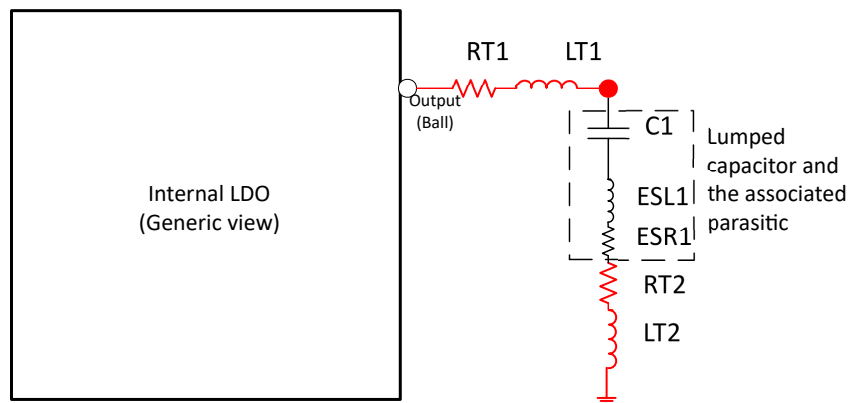 RT1
LT1
Output
(Ball)
C1
Lumped
capacitor and
the associated
parasitic
ESL1
Internal LDO
(Generic view)
ESR1
RT2
LT2